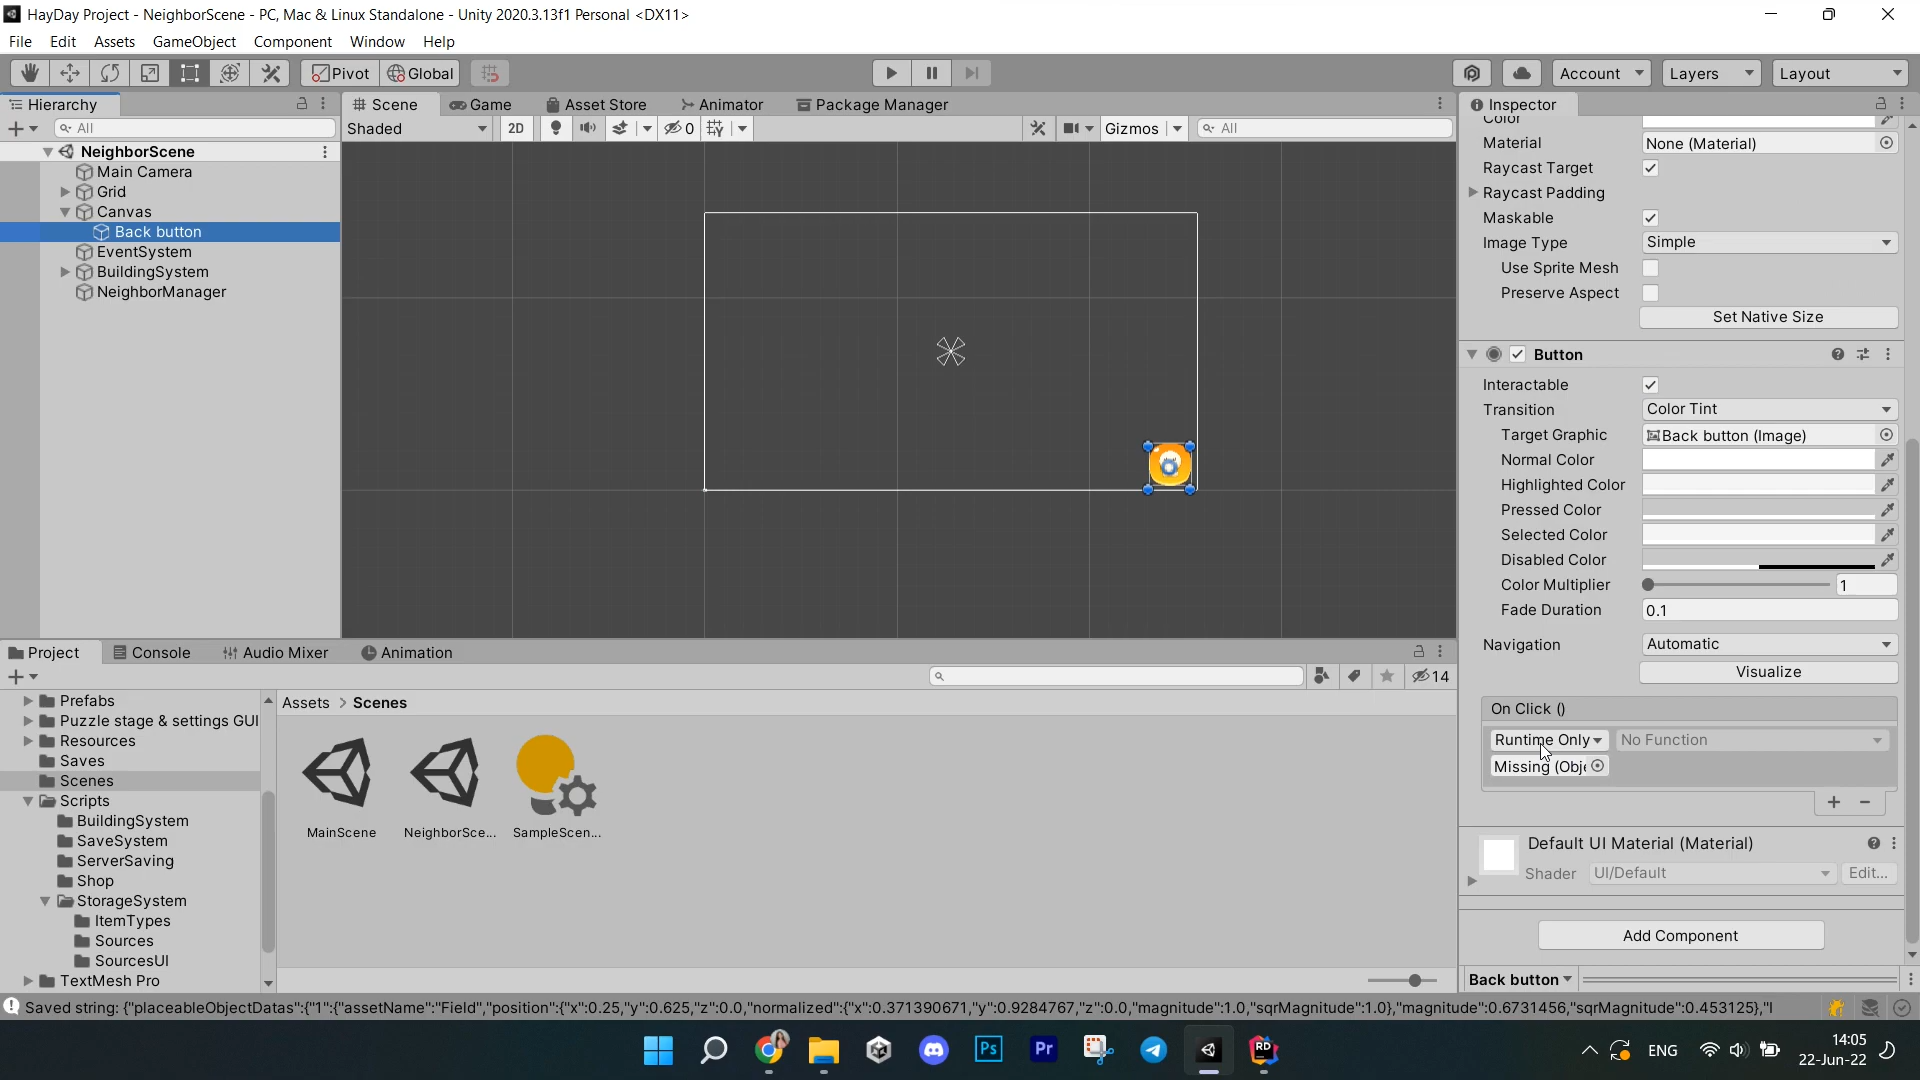 HayDay Project - NeighborScene - PC, Mac & Linux Standalone - Unity 2020.3.13f1 Personal <DX11>
File Edit Assets GameObject Component Window Help
Pivot Global Account Layers Layout
Hierarchy Scene Game Asset Store Animator Package Manager Inspector
All Shaded 2D 0 Gizmos All
NeighborScene
Main Camera
Grid
Canvas
Back button
EventSystem
BuildingSystem
NeighborManager
Color
Material None (Material)
Raycast Target
Raycast Padding
Maskable
Image Type Simple
Use Sprite Mesh
Preserve Aspect
Set Native Size
Button
Interactable
Transition Color Tint
Target Graphic Back button (Image)
Normal Color
Highlighted Color
Pressed Color
Selected Color
Disabled Color
Color Multiplier 1
Fade Duration 0.1
Navigation Automatic
Visualize
On Click ()
Runtime Only No Function
Missing (Obje
Default UI Material (Material)
Shader UI/Default Edit...
Add Component
Back button
Project Console Audio Mixer Animation
14
Prefabs
Puzzle stage & settings GUI
Resources
Saves
Scenes
Scripts
BuildingSystem
SaveSystem
ServerSaving
Shop
StorageSystem
ItemTypes
Sources
SourcesUI
TextMesh Pro
Assets > Scenes
MainScene NeighborSce... SampleScen...
Saved string: {"placeableObjectDatas":{"1":{"assetName":"Field","position":{"x":0.25,"y":0.625,"z":0.0,"normalized":{"x":0.371390671,"y":0.9284767,"z":0.0,"magnitude":1.0,"sqrMagnitude":1.0},"magnitude":0.6731456,"sqrMagnitude":0.453125},"I
Ps Pr RD
ENG
14:05
22-Jun-22